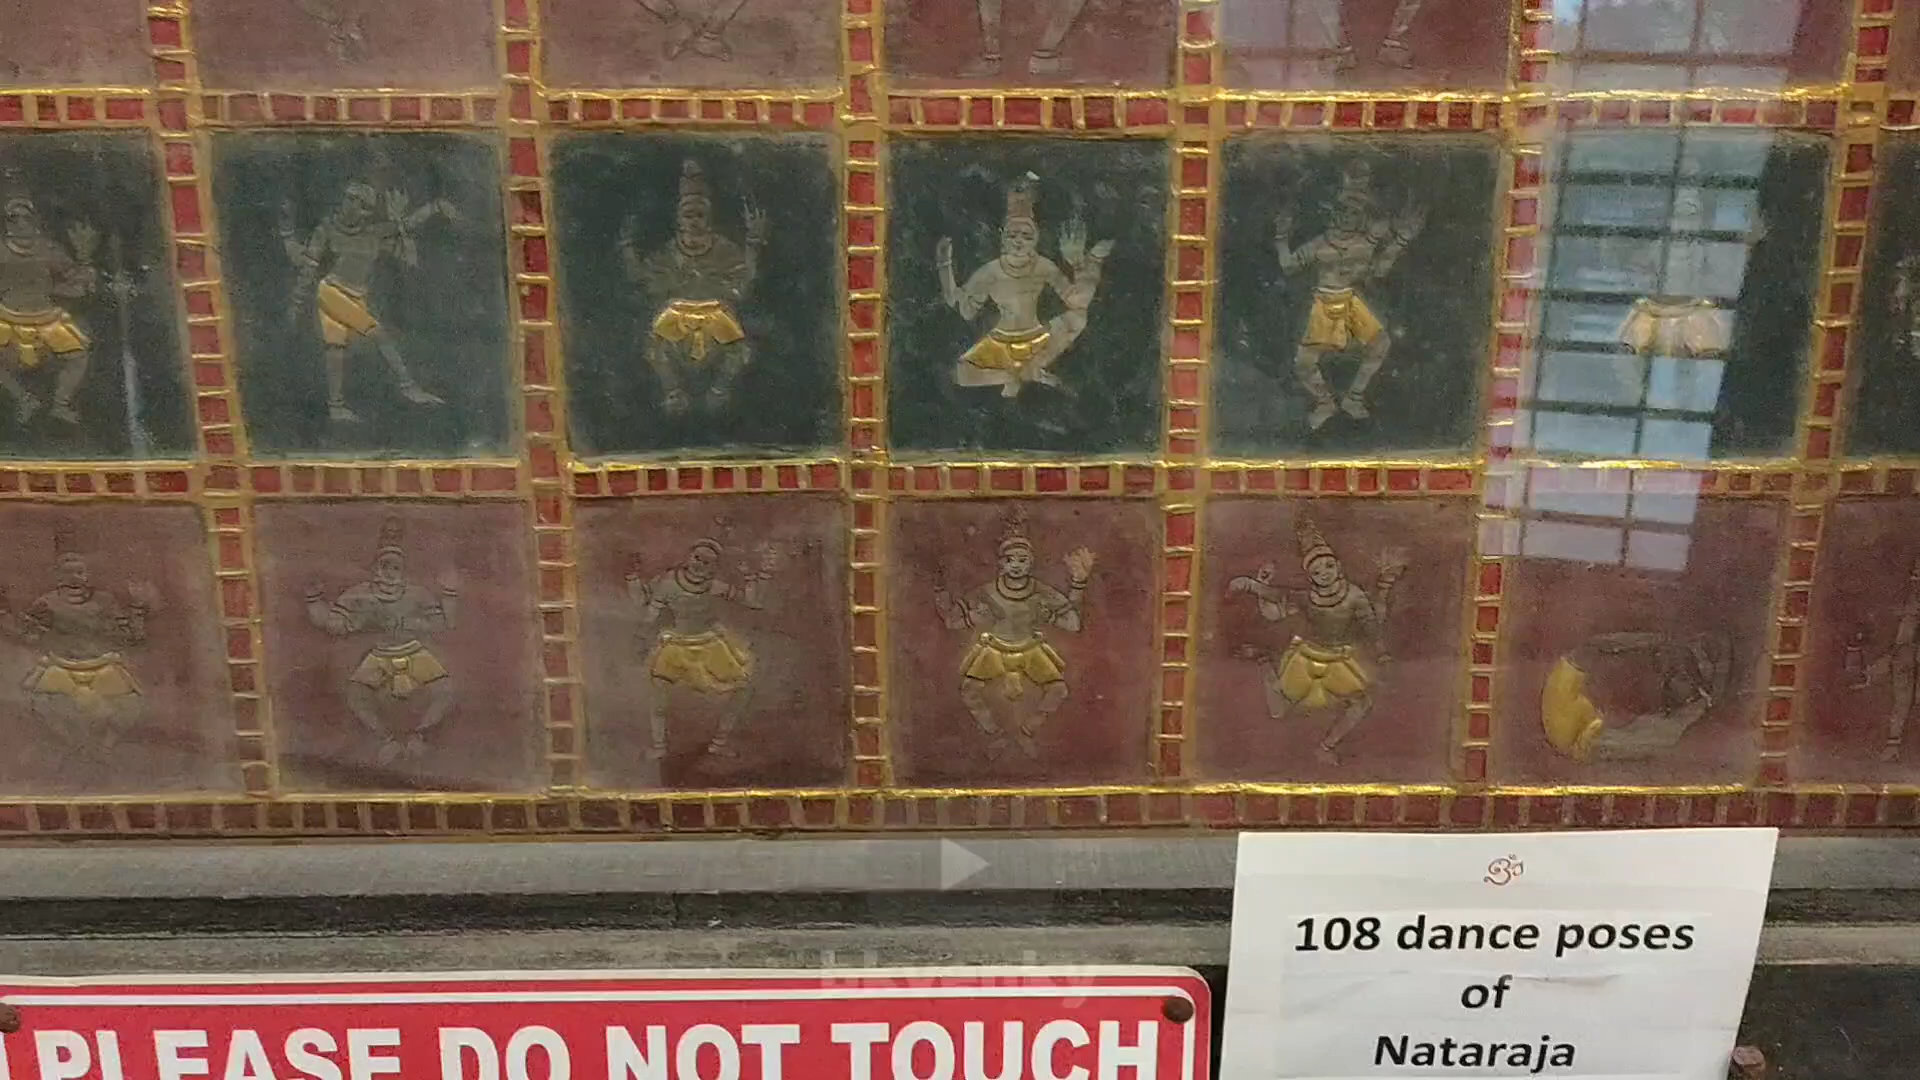 ॐ
108 dance poses
of
Nataraja
PLEASE DO NOT TOUCH